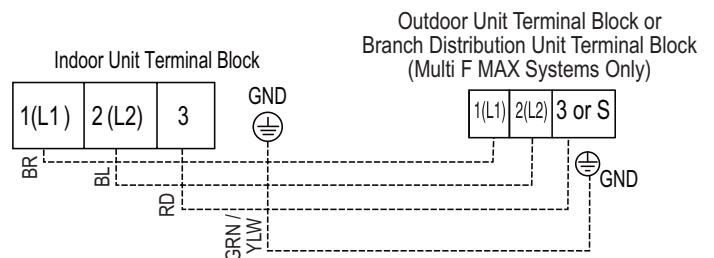 Outdoor Unit Terminal Block or
Branch Distribution Unit Terminal Block
(Multi F MAX Systems Only)
Indoor Unit Terminal Block
GND
1(L1) 2(L2) 3
1(L1) 2(L2) 3 or S
GND
BR
BL
RD
GRN /
YLW